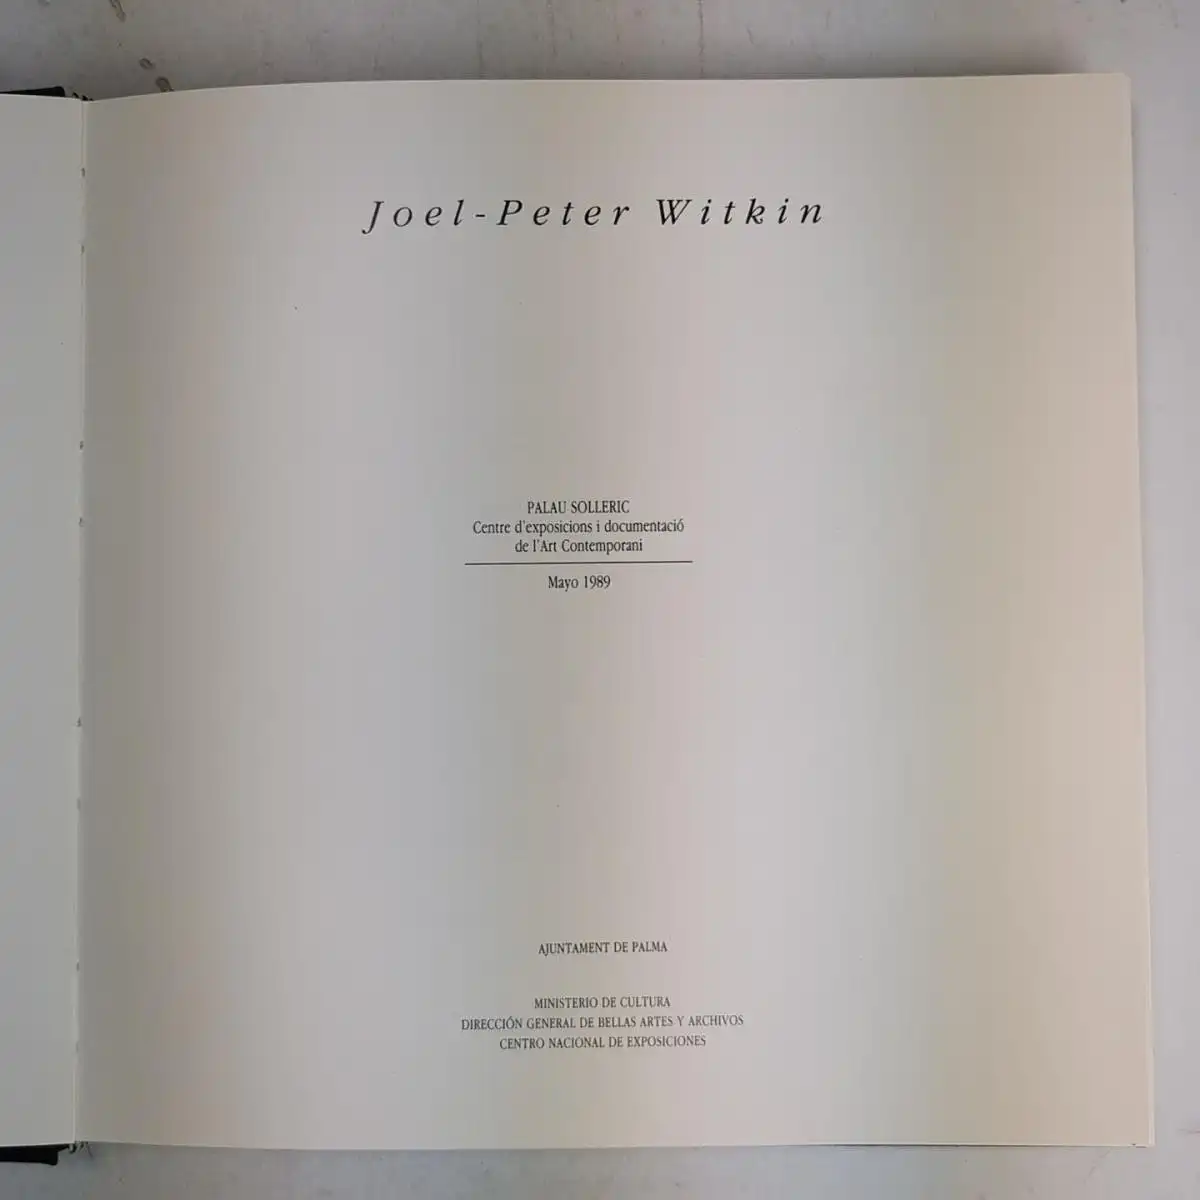 Joel-Peter Witkin
PALAU SOLLERIC
Centre d'exposicions i documentació
de l'Art Contemporani
Mayo 1989
AJUNTAMENT DE PALMA
MINISTERIO DE CULTURA
DIRECCIÓN GENERAL DE BELLAS ARTES Y ARCHIVOS
CENTRO NACIONAL DE EXPOSICIONES